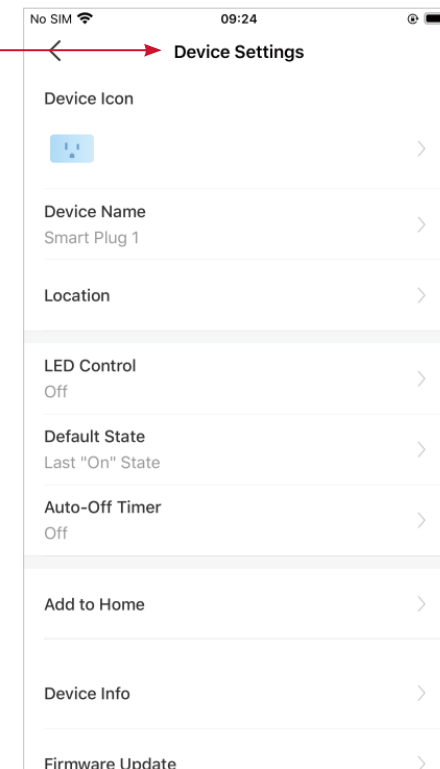 No SIM 09:24
Device Settings
Device Icon
Device Name
Smart Plug 1
Location
LED Control
Off
Default State
Last "On" State
Auto-Off Timer
Off
Add to Home
Device Info
Firmware Update